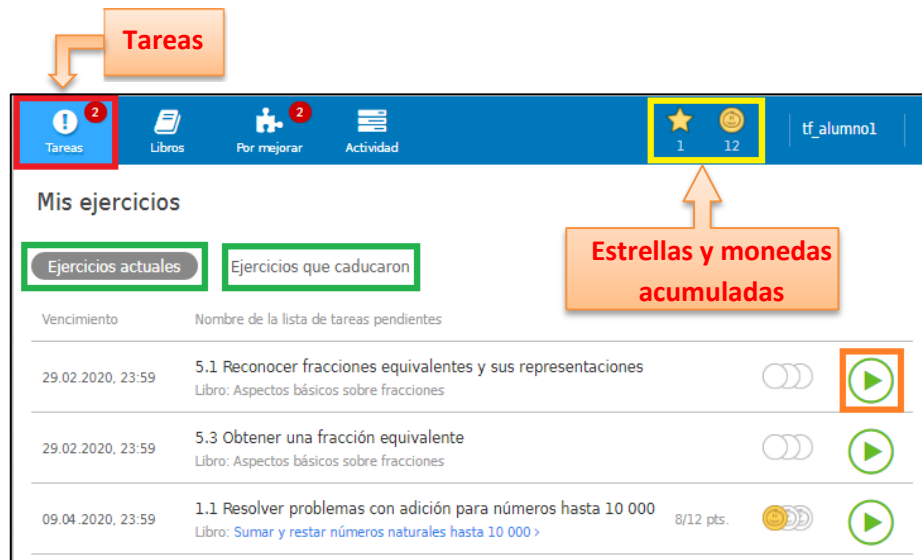 Tareas
2
2
Tareas
Libros
Por mejorar
Actividad
1
12
tf_alumno1
Mis ejercicios
Estrellas y monedas
acumuladas
Ejercicios actuales
Ejercicios que caducaron
Vencimiento
Nombre de la lista de tareas pendientes
29.02.2020, 23:59
5.1 Reconocer fracciones equivalentes y sus representaciones
Libro: Aspectos básicos sobre fracciones
29.02.2020, 23:59
5.3 Obtener una fracción equivalente
Libro: Aspectos básicos sobre fracciones
09.04.2020, 23:59
1.1 Resolver problemas con adición para números hasta 10 000
Libro: Sumar y restar números naturales hasta 10 000 >
8/12 pts.